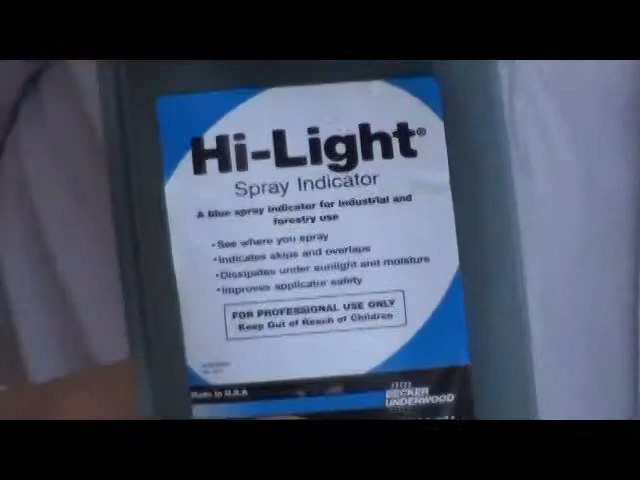 Hi-Light®
Spray Indicator
A blue spray indicator for industrial and
forestry use
•See where you spray
•Indicates skips and overlaps
•Dissipates under sunlight and moisture
•Improves applicator safety
FOR PROFESSIONAL USE ONLY
Keep Out of Reach of Children
Made in U.S.A
BECKER
UNDERWOOD